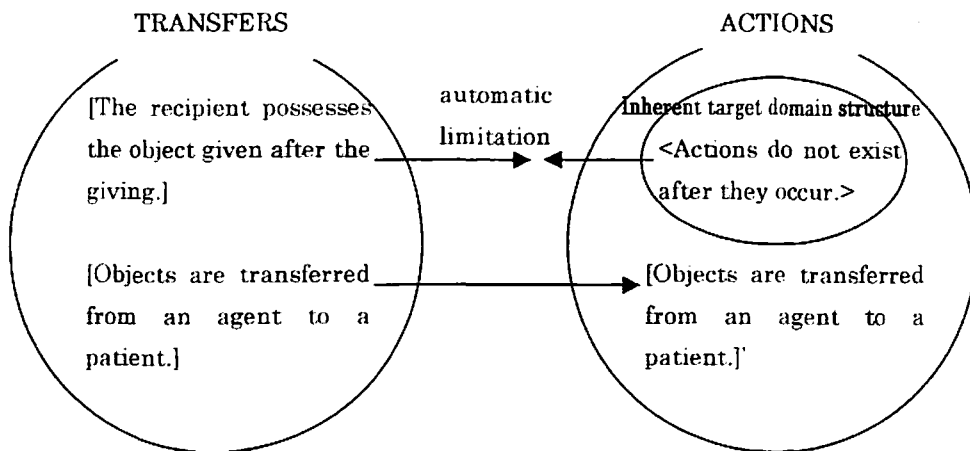 TRANSFERS
ACTIONS
[The recipient possesses
the object given after the
giving.]
automatic
limitation
Inherent target domain structure
<Actions do not exist
after they occur.>
[Objects are transferred
from an agent to a
patient.]
[Objects are transferred
from an agent to a
patient.]'